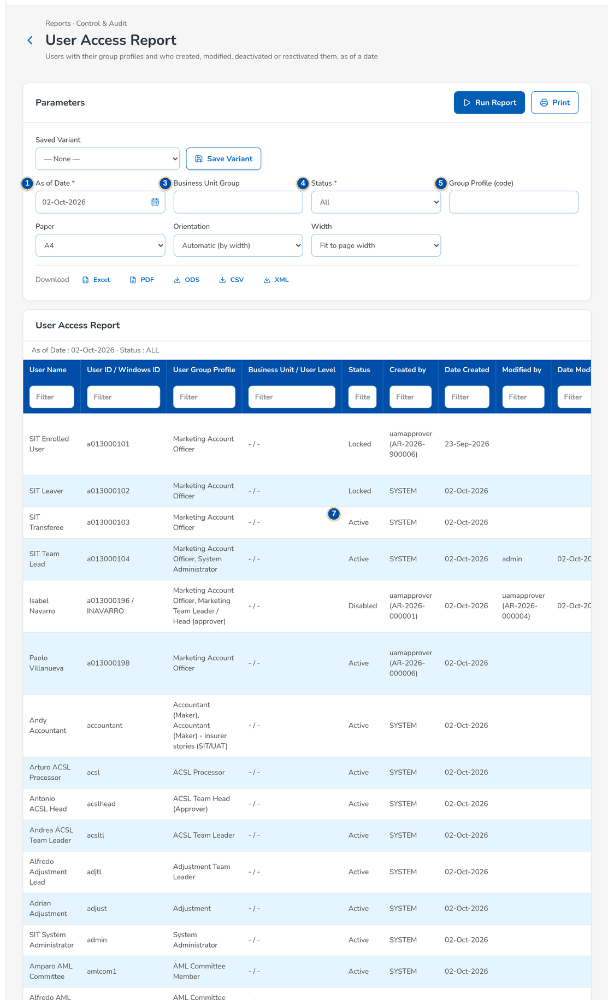 Reports · Control & Audit
User Access Report
Users with their group profiles and who created, modified, deactivated or reactivated them, as of a date
Parameters
Run Report
Print
Saved Variant
— None —
Save Variant
1 As of Date *
3 Business Unit Group
4 Status *
5 Group Profile (code)
02-Oct-2026
All
Paper
Orientation
Width
A4
Automatic (by width)
Fit to page width
Download
Excel
PDF
ODS
CSV
XML
User Access Report
As of Date : 02-Oct-2026 · Status : ALL
User Name
User ID / Windows ID
User Group Profile
Business Unit / User Level
Status
Created by
Date Created
Modified by
Date Modi
Filter
Filter
Filter
Filter
Filte
Filter
Filter
Filter
Filter
SIT Enrolled
User
a013000101
Marketing Account
Officer
- / -
Locked
uamapprover
(AR-2026-
900006)
23-Sep-2026
SIT Leaver
a013000102
Marketing Account
Officer
- / -
Locked
SYSTEM
02-Oct-2026
SIT
Transferee
a013000103
Marketing Account
Officer
- / -
7
Active
SYSTEM
02-Oct-2026
SIT Team
Lead
a013000104
Marketing Account
Officer, System
Administrator
- / -
Active
SYSTEM
02-Oct-2026
admin
02-Oct-20
Isabel
Navarro
a013000196 /
INAVARRO
Marketing Account
Officer, Marketing
Team Leader /
Head (approver)
- / -
Disabled
uamapprover
(AR-2026-
000001)
02-Oct-2026
uamapprover
(AR-2026-
000004)
02-Oct-20
Paolo
Villanueva
a013000198
Marketing Account
Officer
- / -
Active
uamapprover
(AR-2026-
000006)
02-Oct-2026
Andy
Accountant
accountant
Accountant
(Maker),
Accountant
(Maker) - insurer
stories (SIT/UAT)
- / -
Active
SYSTEM
02-Oct-2026
Arturo ACSL
Processor
acsl
ACSL Processor
- / -
Active
SYSTEM
02-Oct-2026
Antonio
ACSL Head
acslhead
ACSL Team Head
(Approver)
- / -
Active
SYSTEM
02-Oct-2026
Andrea ACSL
Team Leader
acsltl
ACSL Team Leader
- / -
Active
SYSTEM
02-Oct-2026
Alfredo
Adjustment
Lead
adjtl
Adjustment Team
Leader
- / -
Active
SYSTEM
02-Oct-2026
Adrian
Adjustment
adjust
Adjustment
- / -
Active
SYSTEM
02-Oct-2026
SIT System
Administrator
admin
System
Administrator
- / -
Active
SYSTEM
02-Oct-2026
Amparo AML
Committee
amlcom1
AML Committee
Member
- / -
Active
SYSTEM
02-Oct-2026
Alfredo AML
AML Committee